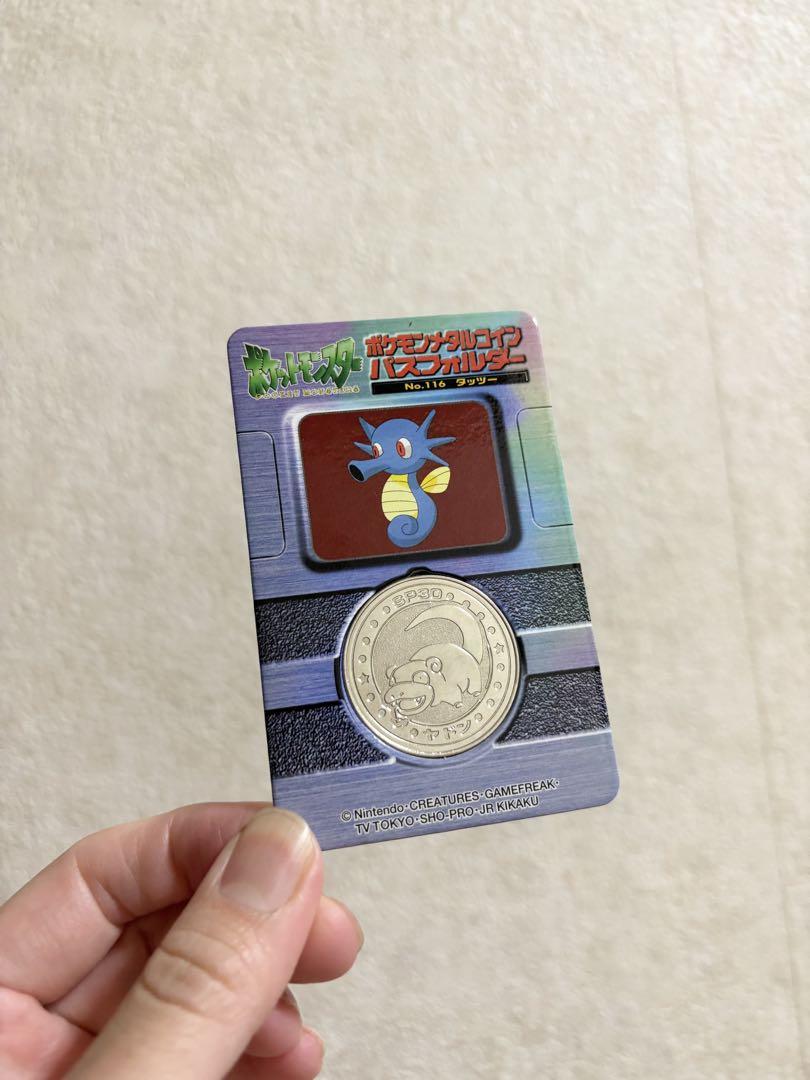 ポケットモンスター
ポケモンメタルコイン
パスフォルダー
No.116 タッツー
SP30
ヤドン
© Nintendo・CREATURES・GAMEFREAK・
TV TOKYO・SHO-PRO・JR KIKAKU